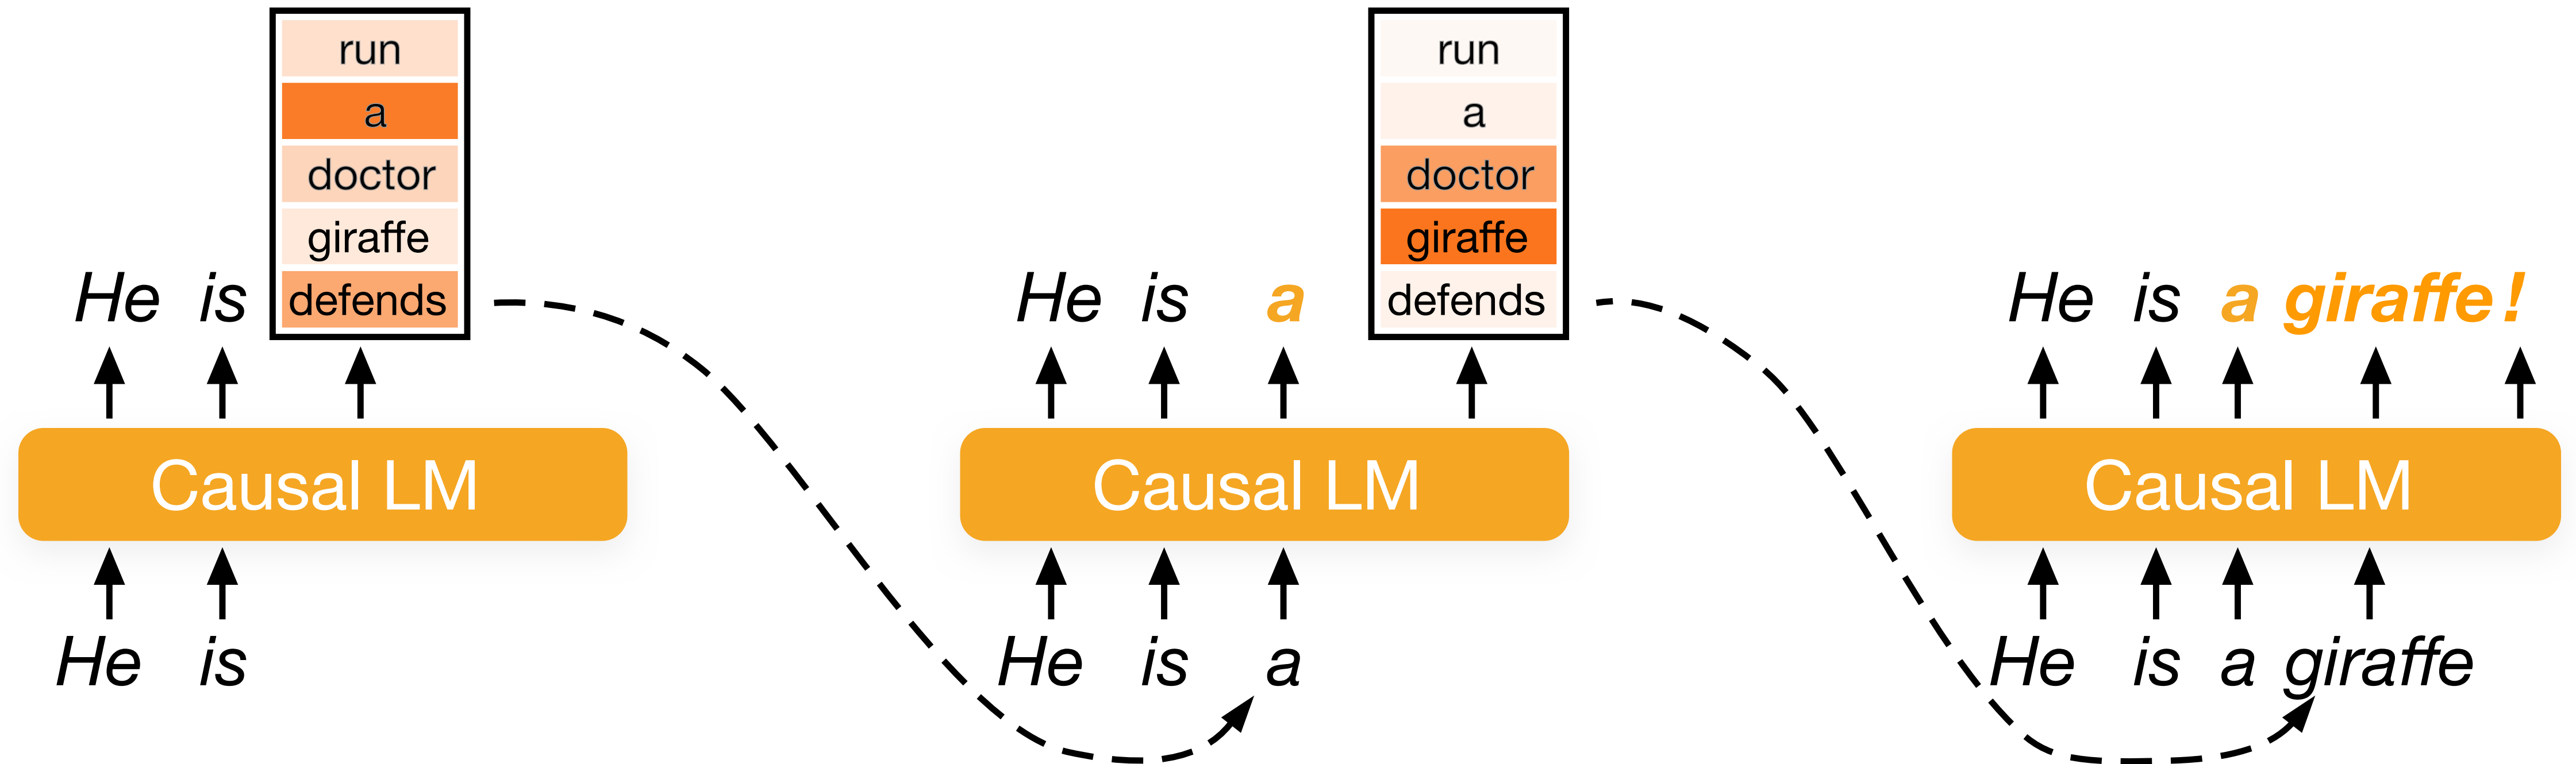 run
a
doctor
giraffe
defends
He is
Causal LM
He is
run
a
doctor
giraffe
defends
He is a
Causal LM
He is a
He is a giraffe!
Causal LM
He is a giraffe